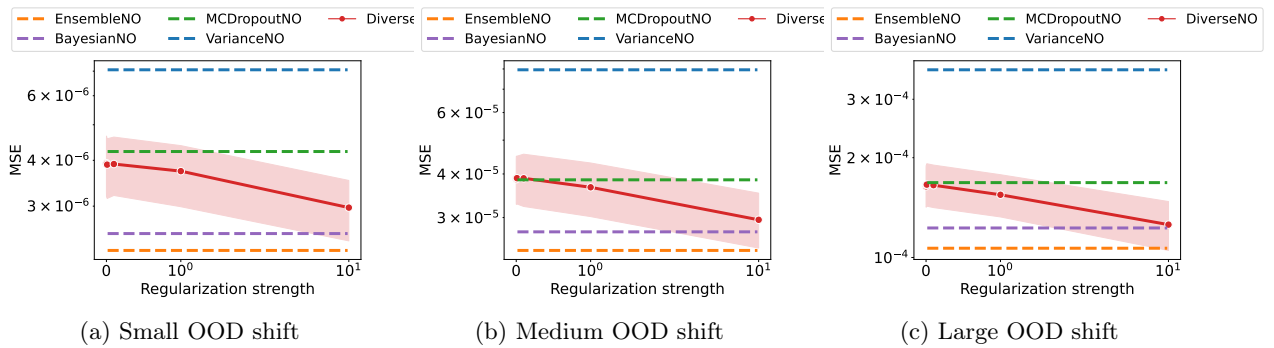 EnsembleNO MCDropoutNO Diverse
BayesianNO VarianceNO
MSE
6 × 10⁻⁶
4 × 10⁻⁶
3 × 10⁻⁶
0 10⁰ 10¹
Regularization strength
(a) Small OOD shift
EnsembleNO MCDropoutNO Diverse
BayesianNO VarianceNO
MSE
6 × 10⁻⁵
4 × 10⁻⁵
3 × 10⁻⁵
0 10⁰ 10¹
Regularization strength
(b) Medium OOD shift
EnsembleNO MCDropoutNO DiverseNO
BayesianNO VarianceNO
MSE
3 × 10⁻⁴
2 × 10⁻⁴
10⁻⁴
0 10⁰ 10¹
Regularization strength
(c) Large OOD shift